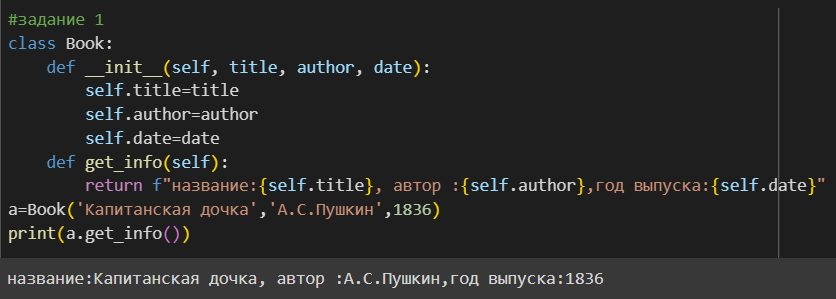 #задание 1
class Book:
    def __init__(self, title, author, date):
        self.title=title
        self.author=author
        self.date=date
    def get_info(self):
        return f"название:{self.title}, автор :{self.author},год выпуска:{self.date}"
a=Book('Капитанская дочка','А.С.Пушкин',1836)
print(a.get_info())
название:Капитанская дочка, автор :А.С.Пушкин,год выпуска:1836